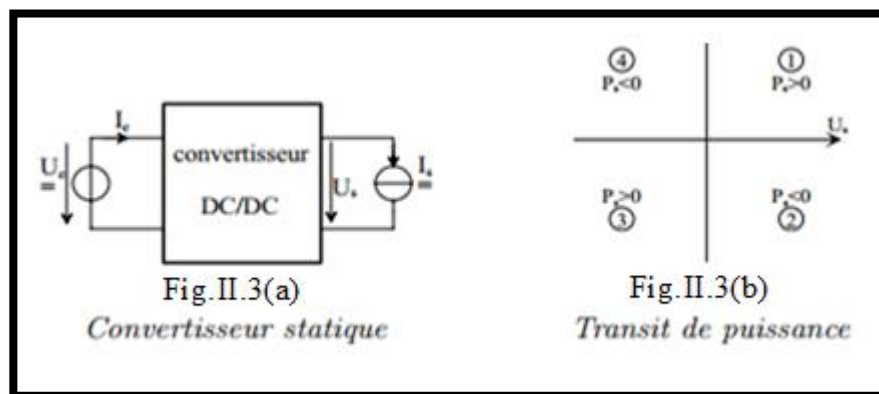 Iₑ
Uₑ
=
convertisseur
DC/DC
Uₛ
Iₛ
=
Fig.II.3(a)
Convertisseur statique
④
Pₛ<0
①
Pₛ>0
Uₛ
Pₛ>0
③
Pₛ<0
②
Fig.II.3(b)
Transit de puissance